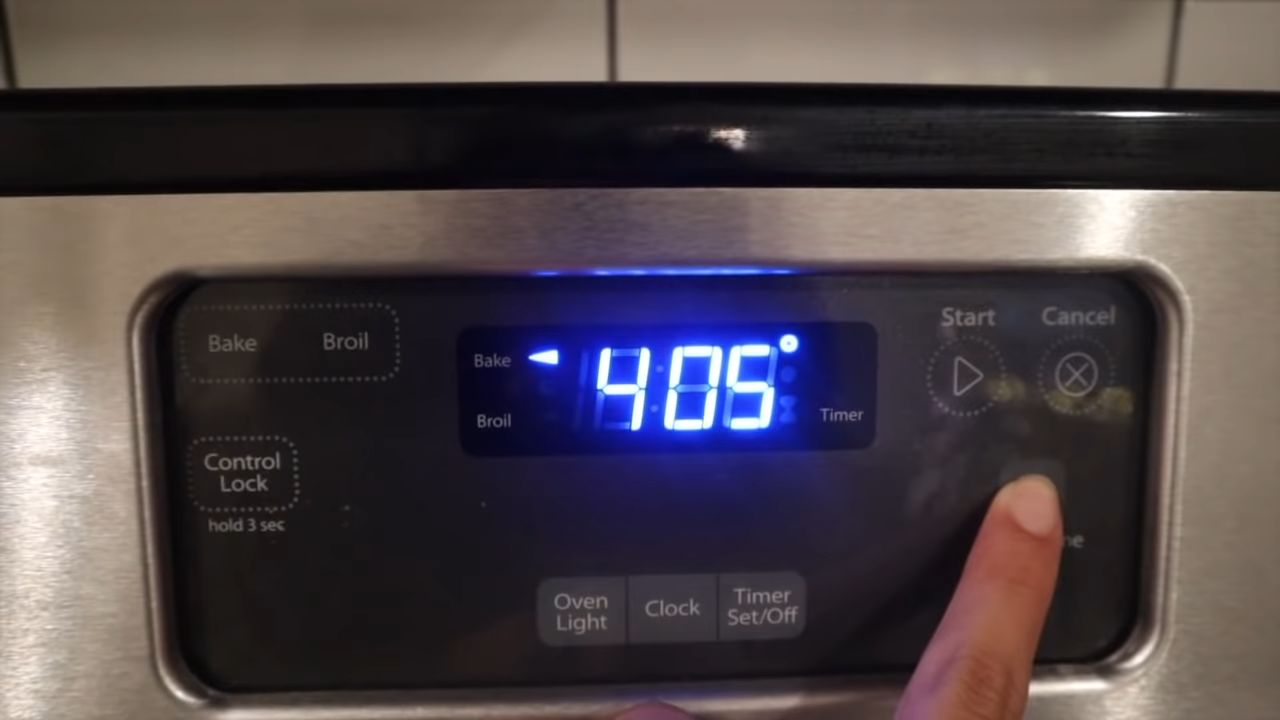 Bake Broil
Start Cancel
Bake
405°
Broil
Timer
Control
Lock
hold 3 sec
Oven
Light
Clock
Timer
Set/Off